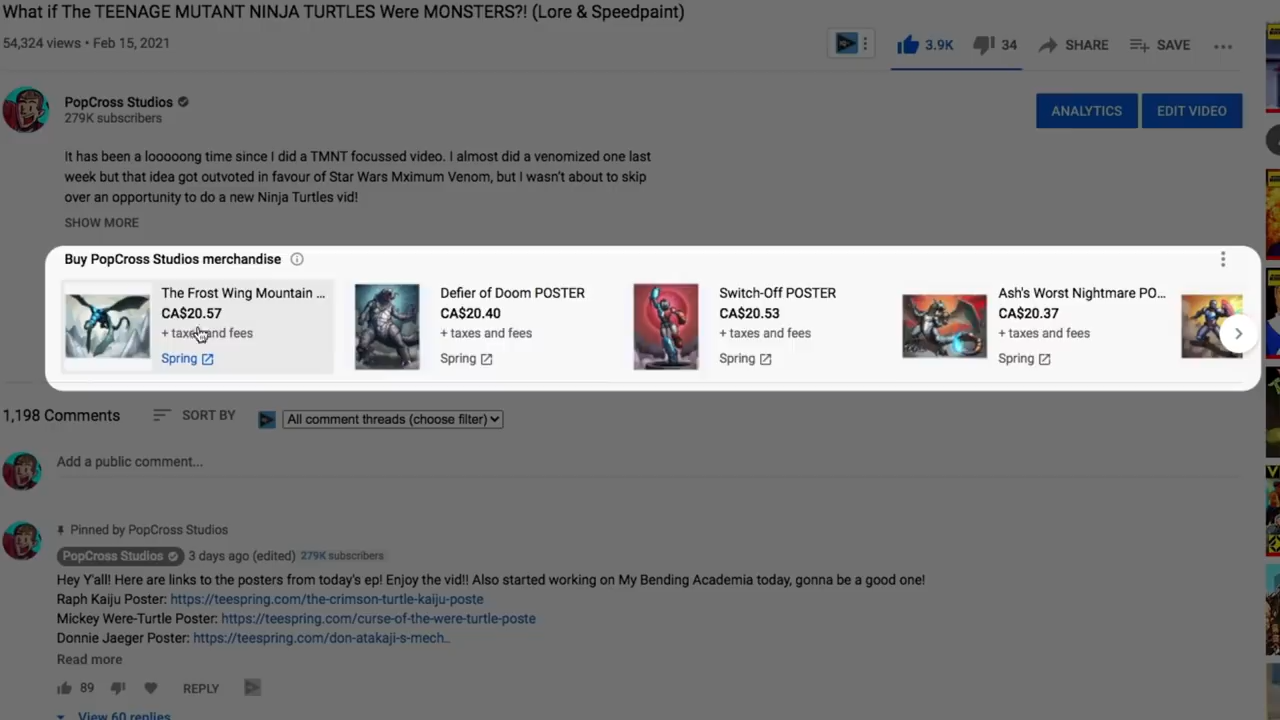 What if The TEENAGE MUTANT NINJA TURTLES Were MONSTERS?! (Lore & Speedpaint)
54,324 views • Feb 15, 2021
3.9K
34
SHARE
SAVE
PopCross Studios
279K subscribers
ANALYTICS
EDIT VIDEO
It has been a looooong time since I did a TMNT focussed video. I almost did a venomized one last
week but that idea got outvoted in favour of Star Wars Mximum Venom, but I wasn't about to skip
over an opportunity to do a new Ninja Turtles vid!
SHOW MORE
Buy PopCross Studios merchandise
The Frost Wing Mountain ...
CA$20.57
+ taxes and fees
Spring
Defier of Doom POSTER
CA$20.40
+ taxes and fees
Spring
Switch-Off POSTER
CA$20.53
+ taxes and fees
Spring
Ash's Worst Nightmare PO...
CA$20.37
+ taxes and fees
Spring
1,198 Comments
SORT BY
All comment threads (choose filter)
Add a public comment...
Pinned by PopCross Studios
PopCross Studios 3 days ago (edited) 279K subscribers
Hey Y'all! Here are links to the posters from today's ep! Enjoy the vid!! Also started working on My Bending Academia today, gonna be a good one!
Raph Kaiju Poster: https://teespring.com/the-crimson-turtle-kaiju-poste
Mickey Were-Turtle Poster: https://teespring.com/curse-of-the-were-turtle-poste
Donnie Jaeger Poster: https://teespring.com/don-atakaji-s-mech..
Read more
89
REPLY
View 60 replies